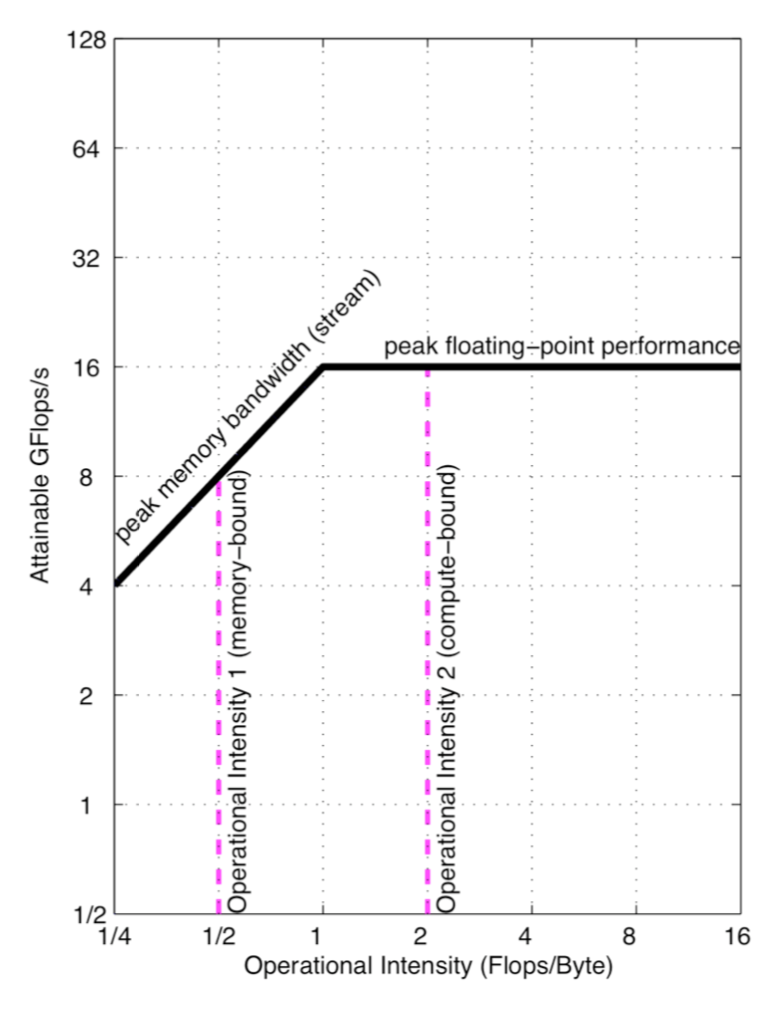 128
64
32
16
8
4
2
1
1/2
Attainable GFlops/s
peak memory bandwidth (stream)
peak floating−point performance
Operational Intensity 1 (memory−bound)
Operational Intensity 2 (compute−bound)
1/4 1/2 1 2 4 8 16
Operational Intensity (Flops/Byte)